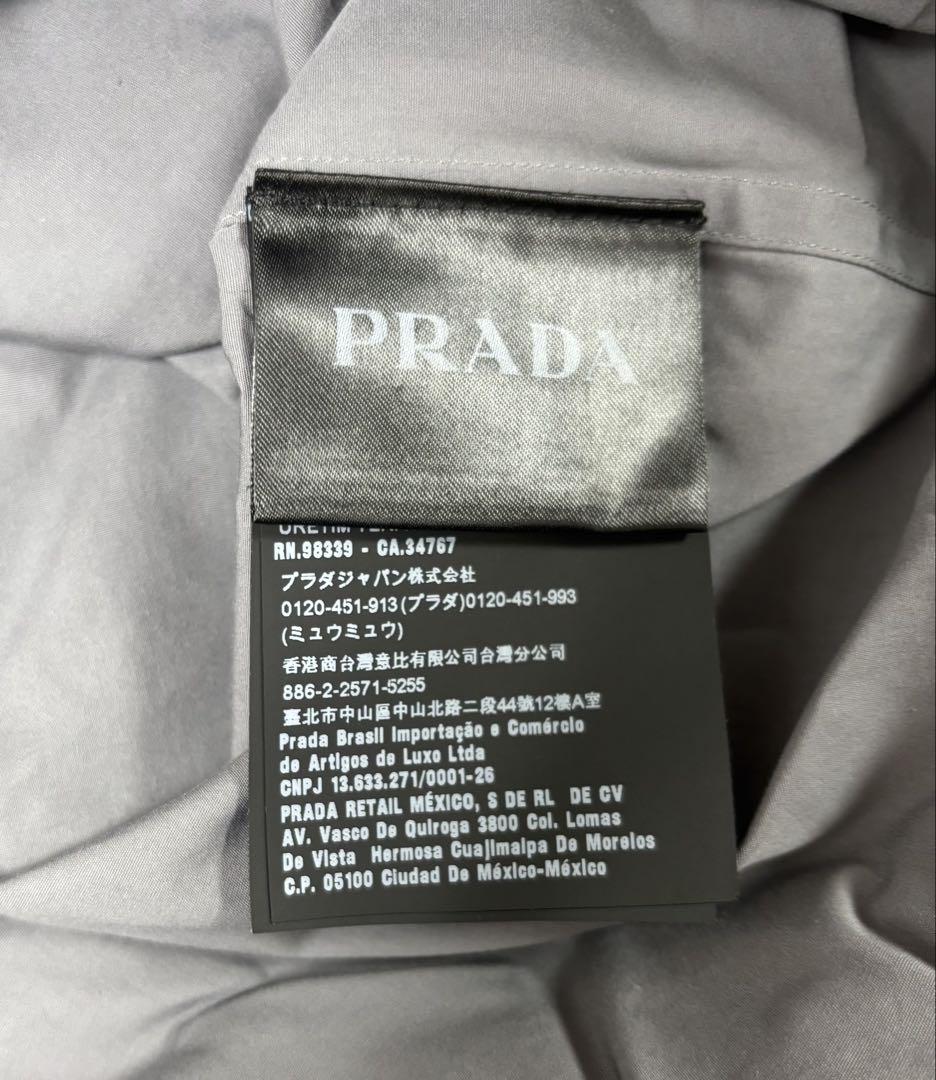 PRADA
RN.98339 - CA.34767
プラダジャパン株式会社
0120-451-913(プラダ)0120-451-993
(ミュウミュウ)
香港商台灣意比有限公司台灣分公司
886-2-2571-5255
臺北市中山區中山北路二段44號12樓A室
Prada Brasil Importação e Comércio
de Artigos de Luxo Ltda
CNPJ 13.633.271/0001-26
PRADA RETAIL MÉXICO, S DE RL DE CV
AV. Vasco De Quiroga 3800 Col. Lomas
De Vista Hermosa Cuajimalpa De Morelos
C.P. 05100 Ciudad De México-México